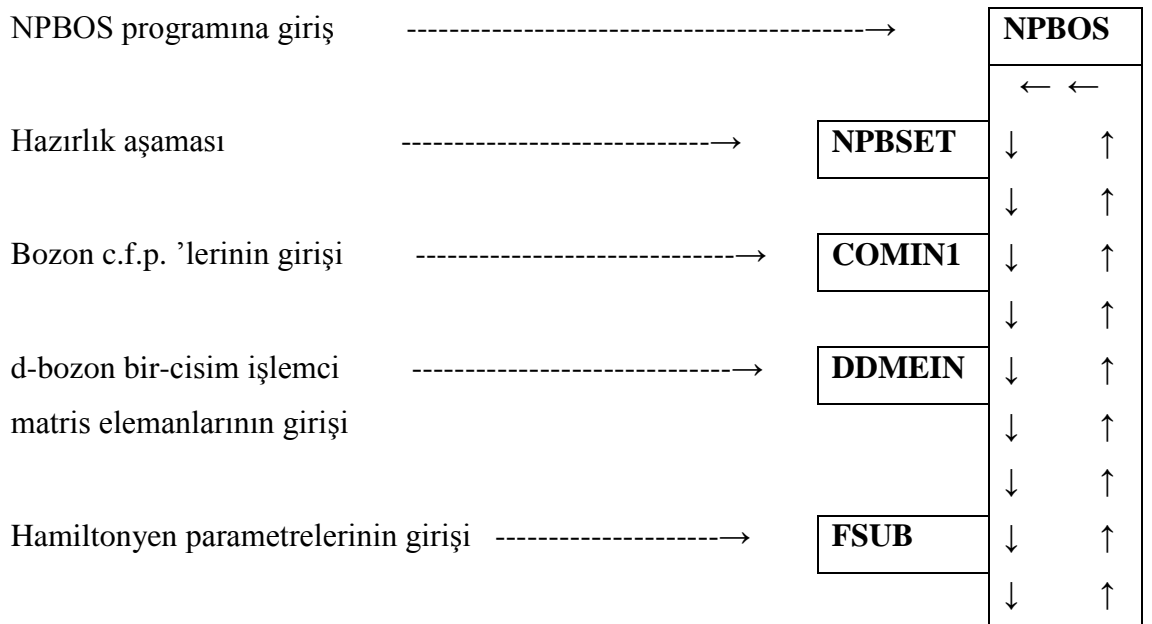 NPBOS programına giriş -------------------------------------------→ NPBOS
← ←
Hazırlık aşaması -----------------------------→ NPBSET ↓ ↑
↓ ↑
Bozon c.f.p. ’lerinin girişi ------------------------------→ COMIN1 ↓ ↑
↓ ↑
d-bozon bir-cisim işlemci ------------------------------→ DDMEIN ↓ ↑
matris elemanlarının girişi ↓ ↑
↓ ↑
Hamiltonyen parametrelerinin girişi ---------------------→ FSUB ↓ ↑
↓ ↑